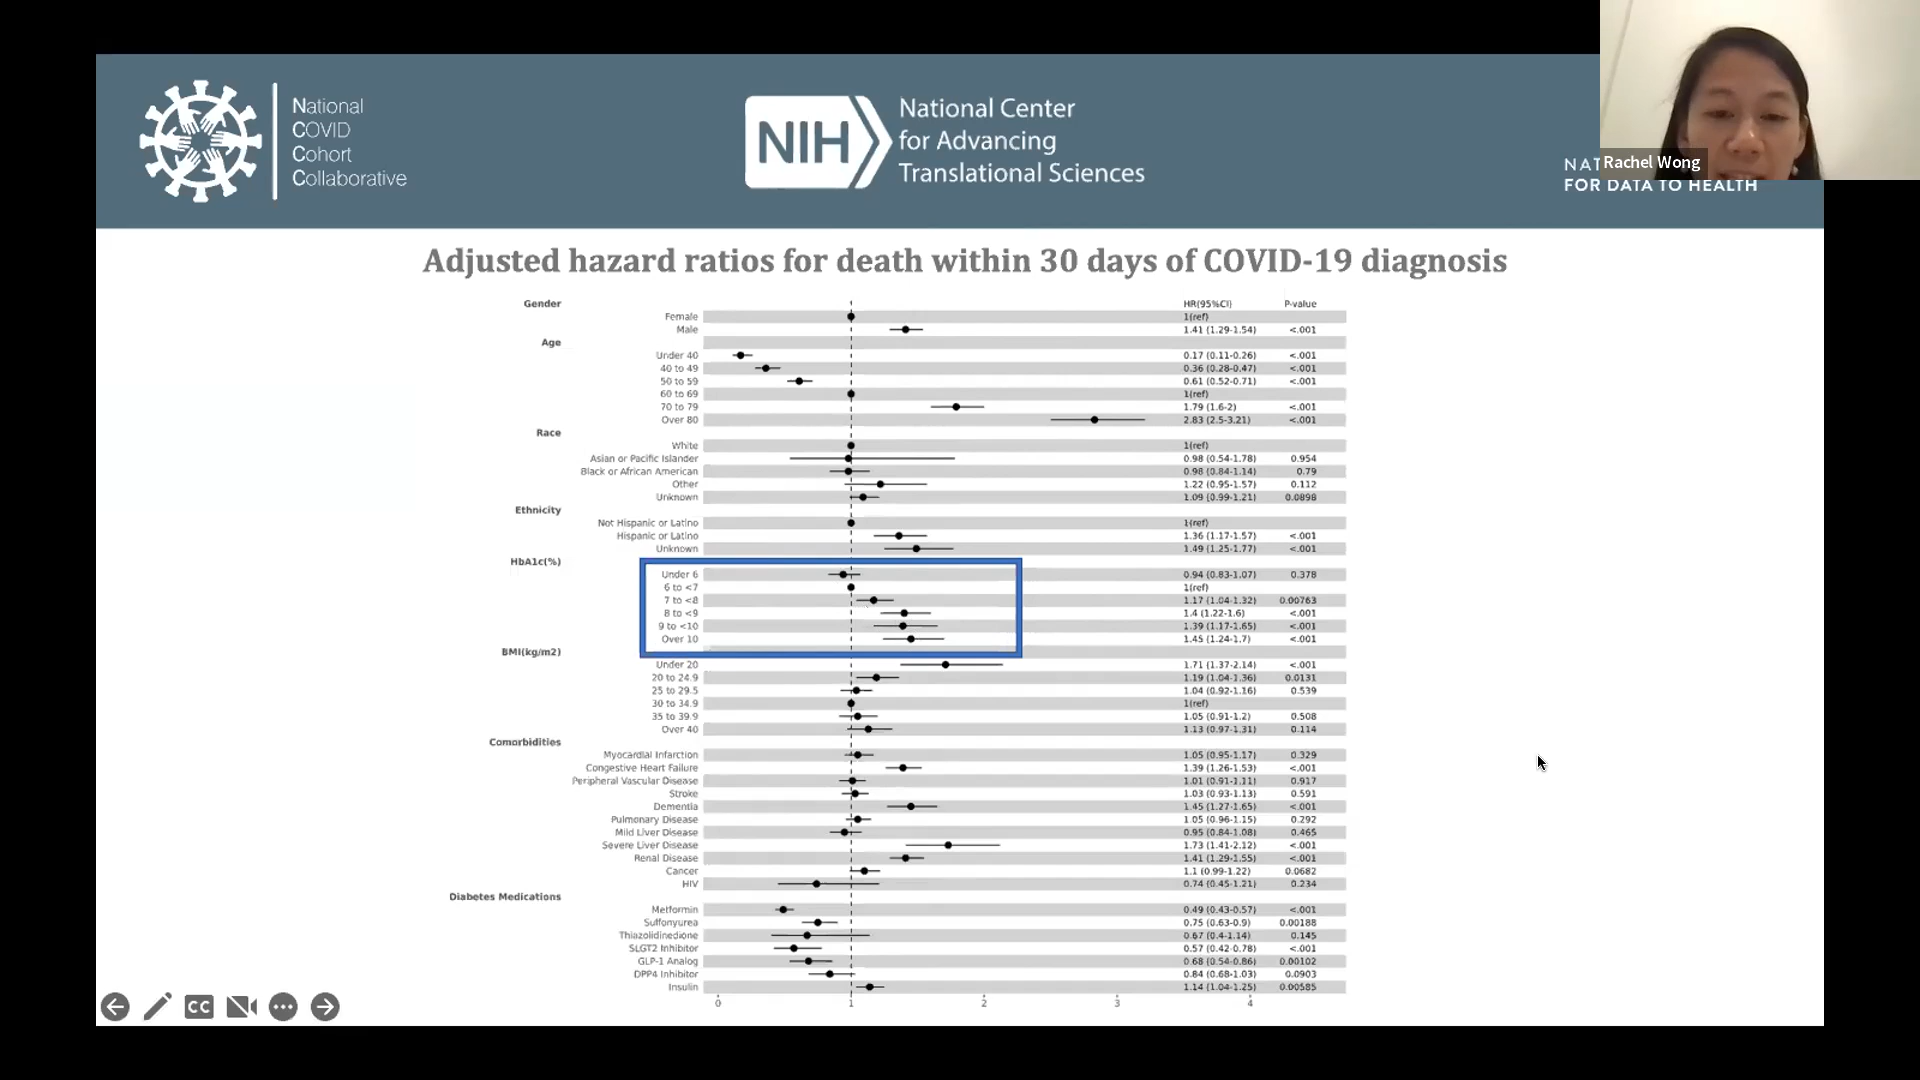 National
COVID
Cohort
Collaborative
NIH
National Center
for Advancing
Translational Sciences
NAT
FOR DATA TO HEALTH
Rachel Wong
Adjusted hazard ratios for death within 30 days of COVID-19 diagnosis
Gender HR(95%CI) P-value
Female 1(ref)
Male 1.41 (1.29-1.54) <.001
Age
Under 40 0.17 (0.11-0.26) <.001
40 to 49 0.36 (0.28-0.47) <.001
50 to 59 0.61 (0.52-0.71) <.001
60 to 69 1(ref)
70 to 79 1.79 (1.6-2) <.001
Over 80 2.83 (2.5-3.21) <.001
Race
White 1(ref)
Asian or Pacific Islander 0.98 (0.54-1.78) 0.954
Black or African American 0.98 (0.84-1.14) 0.79
Other 1.22 (0.95-1.57) 0.112
Unknown 1.09 (0.99-1.21) 0.0898
Ethnicity
Not Hispanic or Latino 1(ref)
Hispanic or Latino 1.36 (1.17-1.57) <.001
Unknown 1.49 (1.25-1.77) <.001
HbA1c(%)
Under 6 0.94 (0.83-1.07) 0.378
6 to <7 1(ref)
7 to <8 1.17 (1.04-1.32) 0.00763
8 to <9 1.4 (1.22-1.6) <.001
9 to <10 1.39 (1.17-1.65) <.001
Over 10 1.45 (1.24-1.7) <.001
BMI(kg/m2)
Under 20 1.71 (1.37-2.14) <.001
20 to 24.9 1.19 (1.04-1.36) 0.0131
25 to 29.5 1.04 (0.92-1.16) 0.539
30 to 34.9 1(ref)
35 to 39.9 1.05 (0.91-1.2) 0.508
Over 40 1.13 (0.97-1.31) 0.114
Comorbidities
Myocardial Infarction 1.05 (0.95-1.17) 0.329
Congestive Heart Failure 1.39 (1.26-1.53) <.001
Peripheral Vascular Disease 1.01 (0.91-1.11) 0.917
Stroke 1.03 (0.93-1.13) 0.591
Dementia 1.45 (1.27-1.65) <.001
Pulmonary Disease 1.05 (0.96-1.15) 0.292
Mild Liver Disease 0.95 (0.84-1.08) 0.465
Severe Liver Disease 1.73 (1.41-2.12) <.001
Renal Disease 1.41 (1.29-1.55) <.001
Cancer 1.1 (0.99-1.22) 0.0682
HIV 0.74 (0.45-1.21) 0.234
Diabetes Medications
Metformin 0.49 (0.43-0.57) <.001
Sulfonyurea 0.75 (0.63-0.9) 0.00188
Thiazolidinedione 0.67 (0.4-1.14) 0.145
SLGT2 Inhibitor 0.57 (0.42-0.78) <.001
GLP-1 Analog 0.68 (0.54-0.86) 0.00102
DPP4 Inhibitor 0.84 (0.68-1.03) 0.0903
Insulin 1.14 (1.04-1.25) 0.00585
0 1 2 3 4
CC